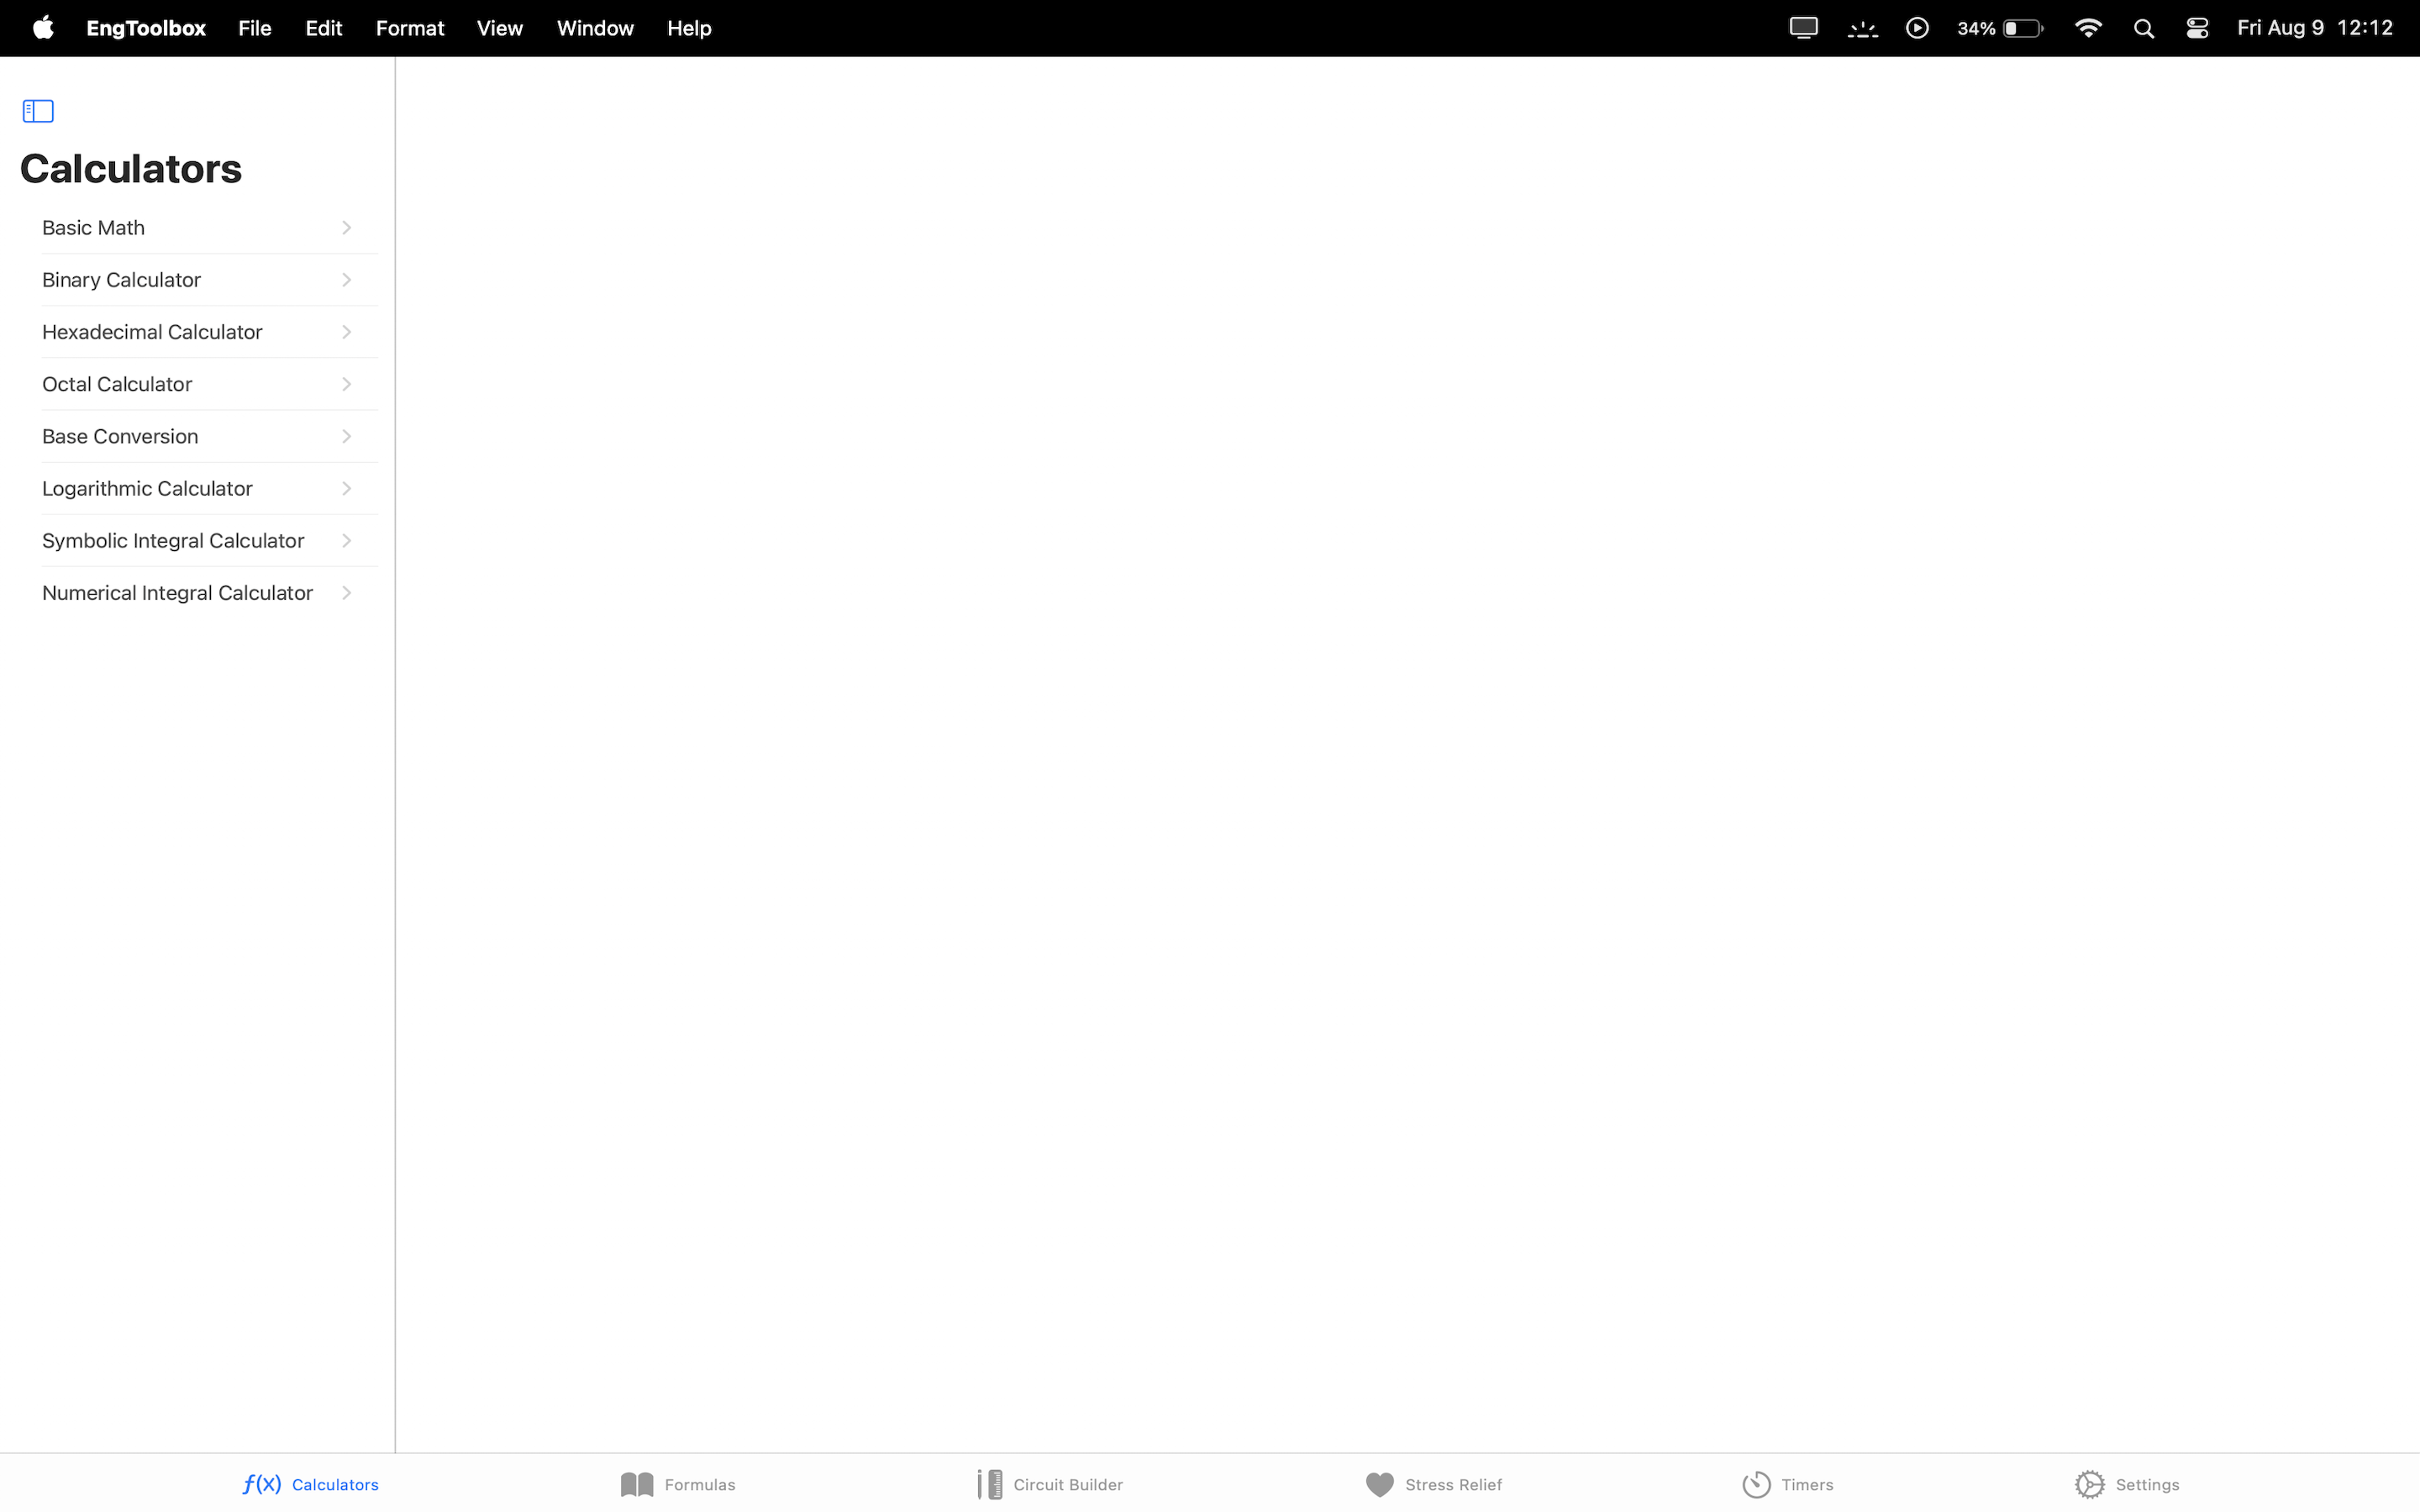 EngToolbox File Edit Format View Window Help 34% Fri Aug 9 12:12
Calculators
Basic Math
Binary Calculator
Hexadecimal Calculator
Octal Calculator
Base Conversion
Logarithmic Calculator
Symbolic Integral Calculator
Numerical Integral Calculator
f(x) Calculators Formulas Circuit Builder Stress Relief Timers Settings